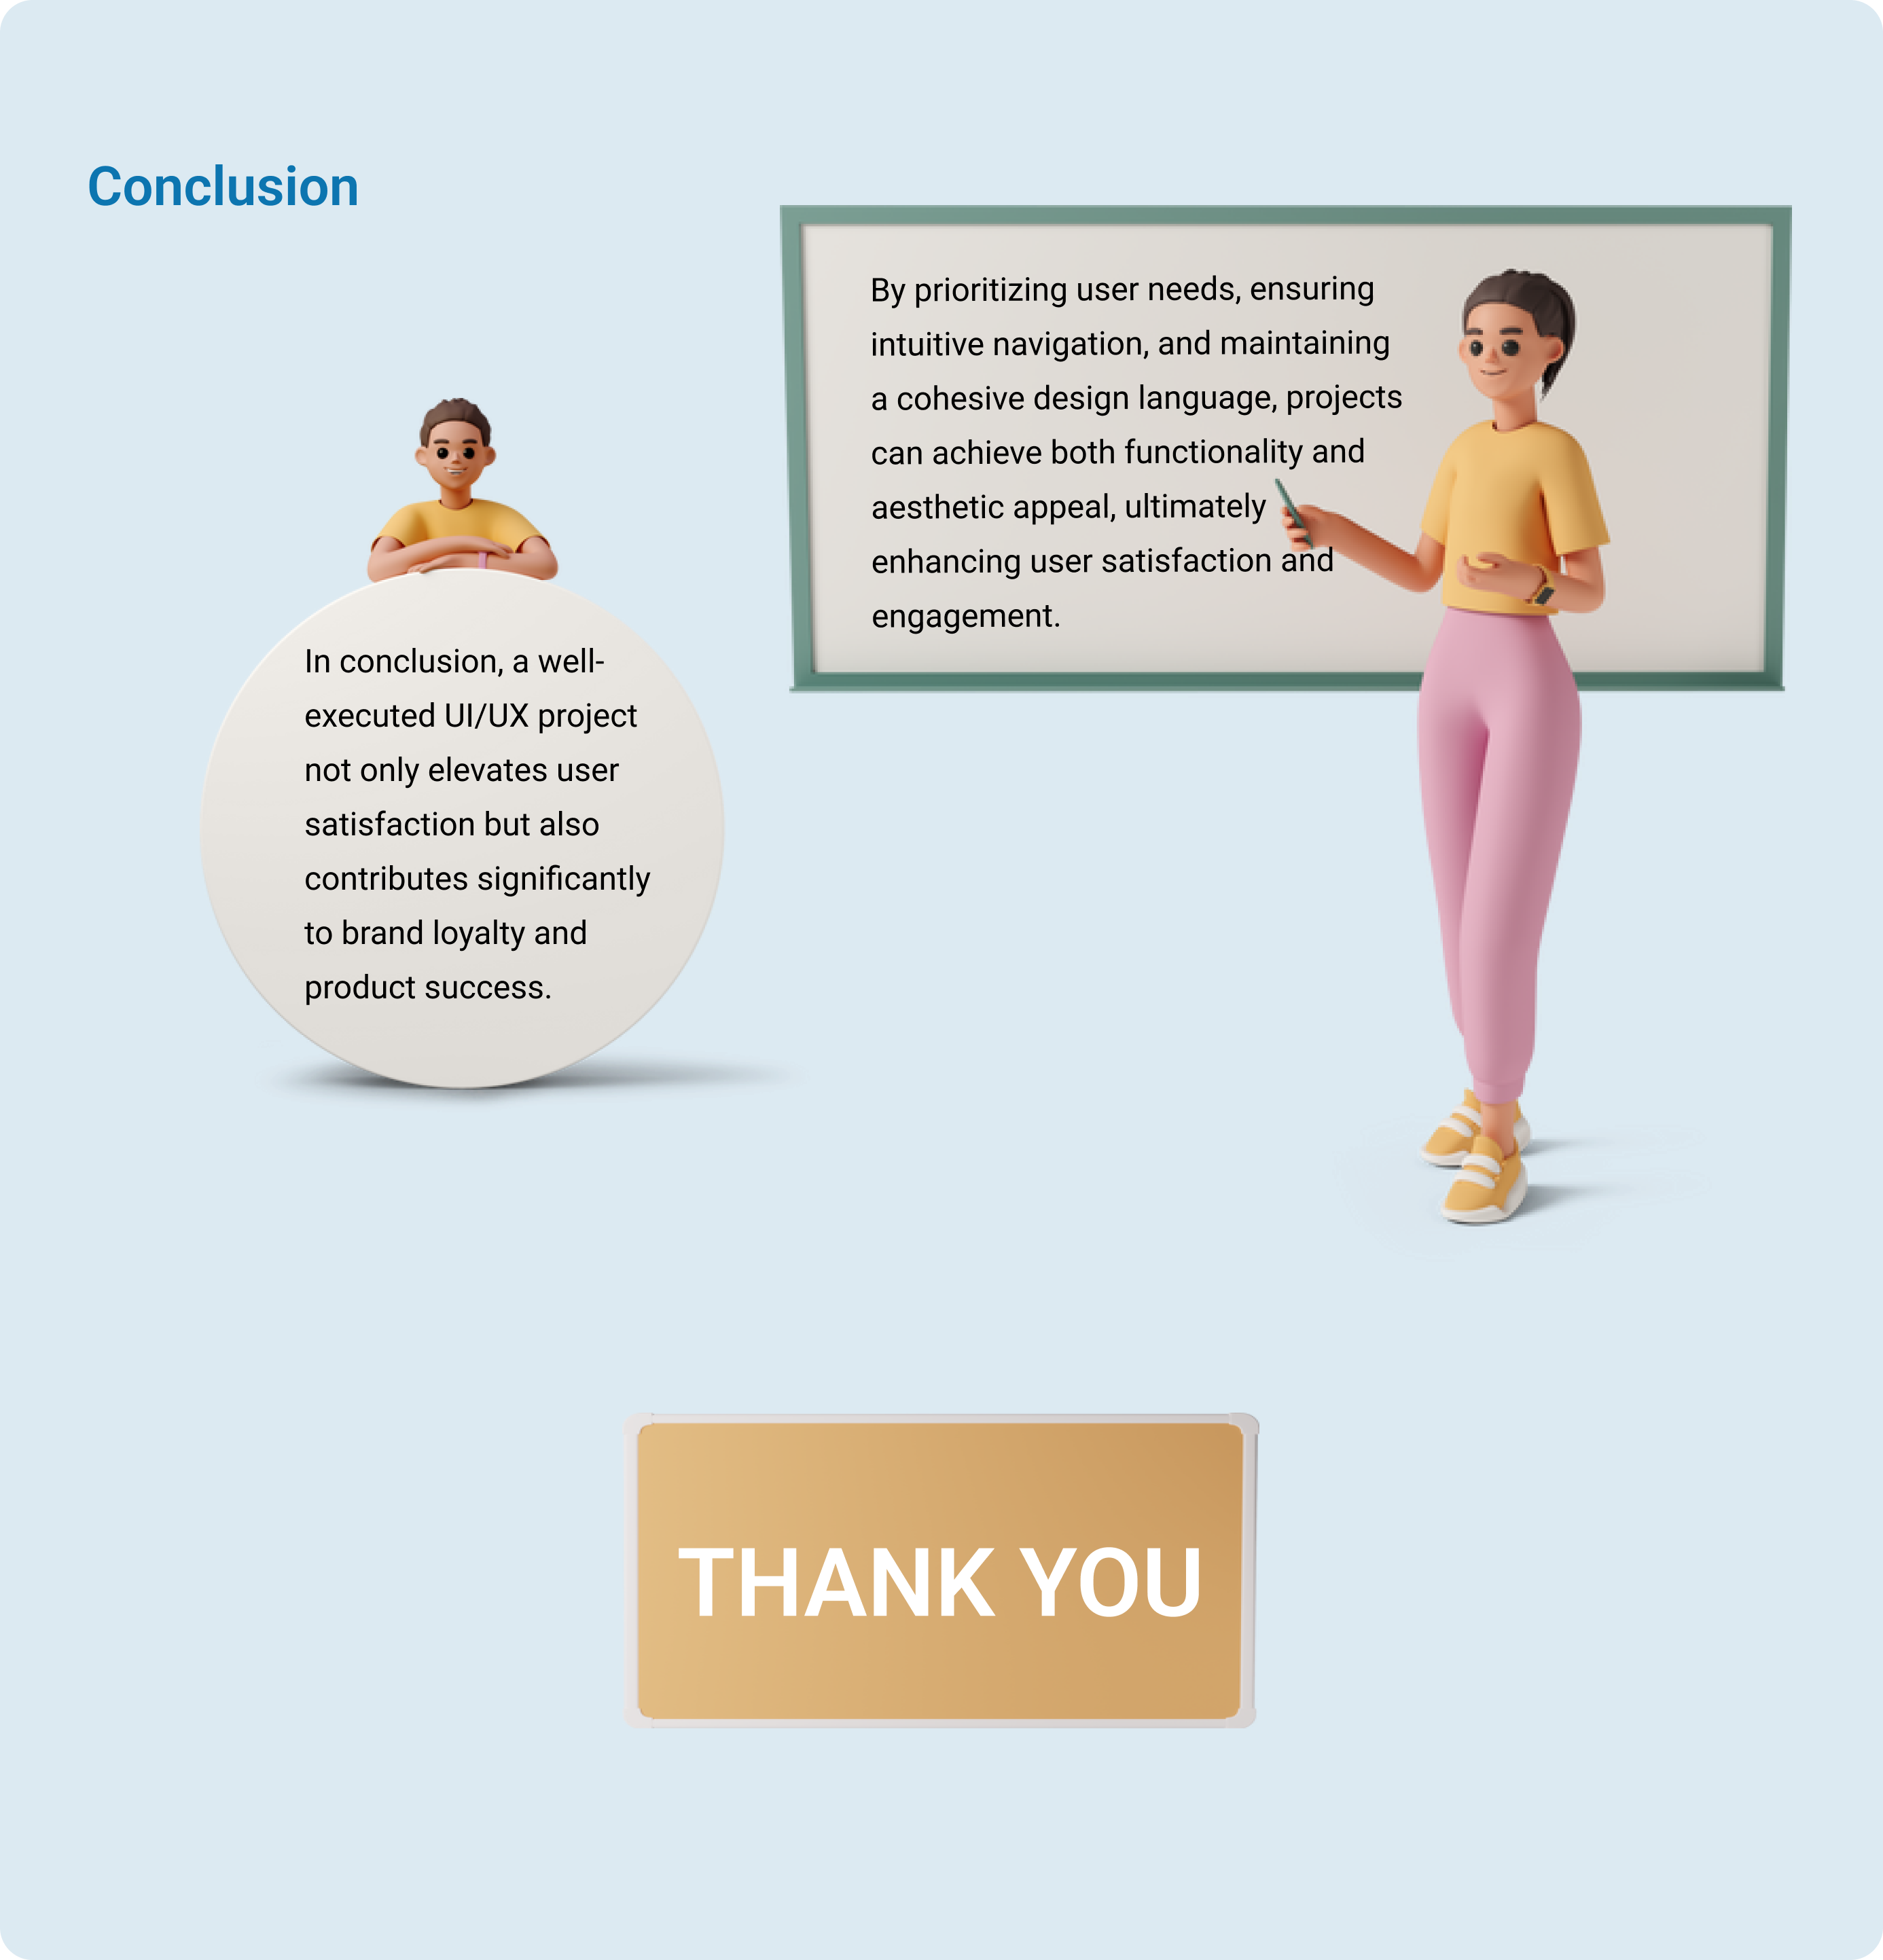 Conclusion
By prioritizing user needs, ensuring
intuitive navigation, and maintaining
a cohesive design language, projects
can achieve both functionality and
aesthetic appeal, ultimately
enhancing user satisfaction and
engagement.
In conclusion, a well-
executed UI/UX project
not only elevates user
satisfaction but also
contributes significantly
to brand loyalty and
product success.
THANK YOU